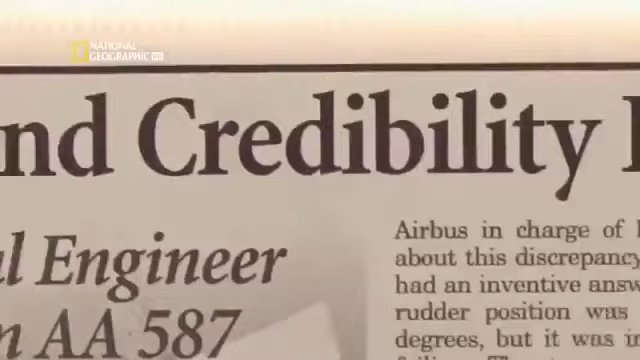 NATIONAL
GEOGRAPHIC HD
nd Credibility
al Engineer
n AA 587
Airbus in charge of
about this discrepancy
had an inventive answ
rudder position was
degrees, but it was in